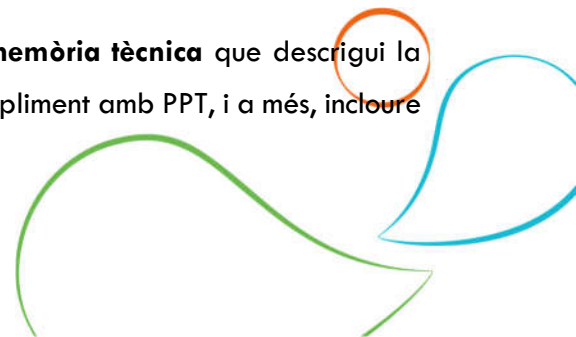 memòria tècnica que descrigui la
pliment amb PPT, i a més, incloure